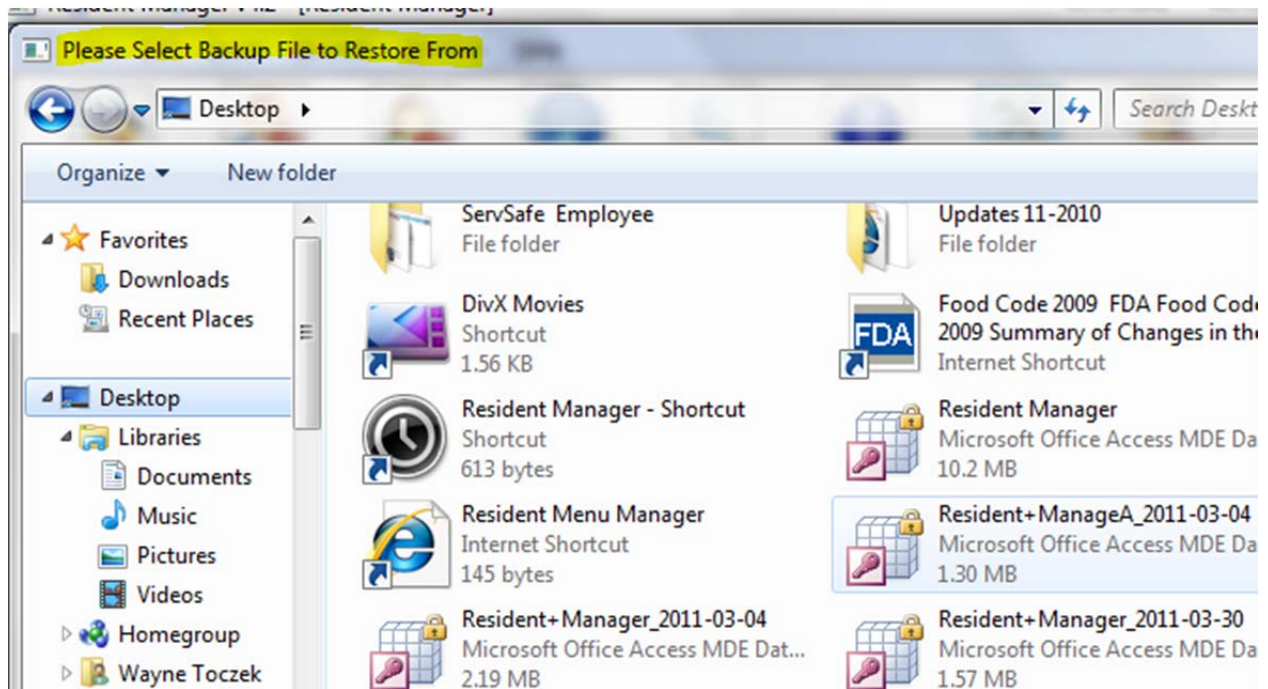 Please Select Backup File to Restore From
Desktop
Search Deskt
Organize
New folder
Favorites
Downloads
Recent Places
Desktop
Libraries
Documents
Music
Pictures
Videos
Homegroup
Wayne Toczek
ServSafe Employee
File folder
Updates 11-2010
File folder
DivX Movies
Shortcut
1.56 KB
FDA
Food Code 2009 FDA Food Cod
2009 Summary of Changes in the
Internet Shortcut
Resident Manager - Shortcut
Shortcut
613 bytes
Resident Manager
Microsoft Office Access MDE Da
10.2 MB
Resident Menu Manager
Internet Shortcut
145 bytes
Resident+ManageA_2011-03-04
Microsoft Office Access MDE Da
1.30 MB
Resident+Manager_2011-03-04
Microsoft Office Access MDE Dat...
2.19 MB
Resident+Manager_2011-03-30
Microsoft Office Access MDE Da
1.57 MB